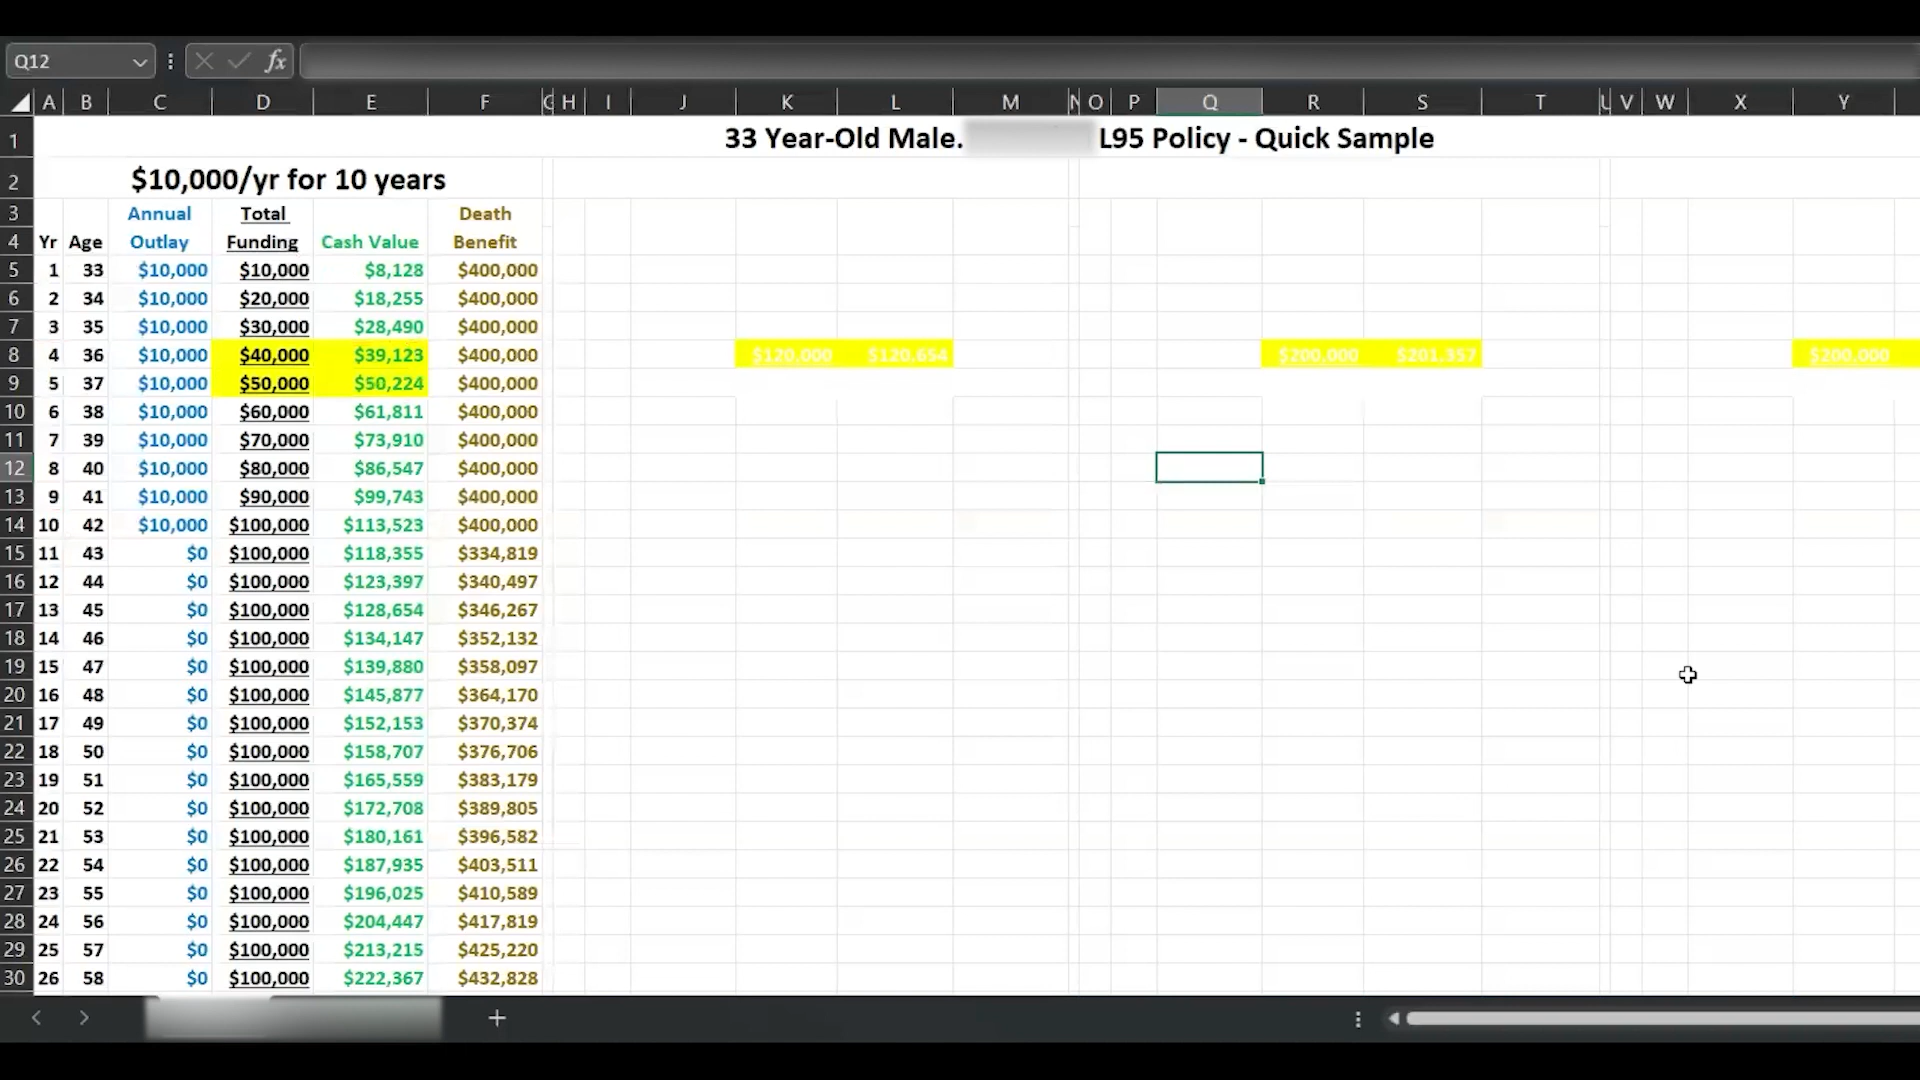 Q12 fx
A B C D E F G H I J K L M N O P Q R S T U V W X Y
1 33 Year-Old Male. L95 Policy - Quick Sample
2 $10,000/yr for 10 years
3 Annual Total Death
4 Yr Age Outlay Funding Cash Value Benefit
5 1 33 $10,000 $10,000 $8,128 $400,000
6 2 34 $10,000 $20,000 $18,255 $400,000
7 3 35 $10,000 $30,000 $28,490 $400,000
8 4 36 $10,000 $40,000 $39,123 $400,000 $120,000 $120,654 $200,000 $201,357 $200,000
9 5 37 $10,000 $50,000 $50,224 $400,000
10 6 38 $10,000 $60,000 $61,811 $400,000
11 7 39 $10,000 $70,000 $73,910 $400,000
12 8 40 $10,000 $80,000 $86,547 $400,000
13 9 41 $10,000 $90,000 $99,743 $400,000
14 10 42 $10,000 $100,000 $113,523 $400,000
15 11 43 $0 $100,000 $118,355 $334,819
16 12 44 $0 $100,000 $123,397 $340,497
17 13 45 $0 $100,000 $128,654 $346,267
18 14 46 $0 $100,000 $134,147 $352,132
19 15 47 $0 $100,000 $139,880 $358,097
20 16 48 $0 $100,000 $145,877 $364,170
21 17 49 $0 $100,000 $152,153 $370,374
22 18 50 $0 $100,000 $158,707 $376,706
23 19 51 $0 $100,000 $165,559 $383,179
24 20 52 $0 $100,000 $172,708 $389,805
25 21 53 $0 $100,000 $180,161 $396,582
26 22 54 $0 $100,000 $187,935 $403,511
27 23 55 $0 $100,000 $196,025 $410,589
28 24 56 $0 $100,000 $204,447 $417,819
29 25 57 $0 $100,000 $213,215 $425,220
30 26 58 $0 $100,000 $222,367 $432,828